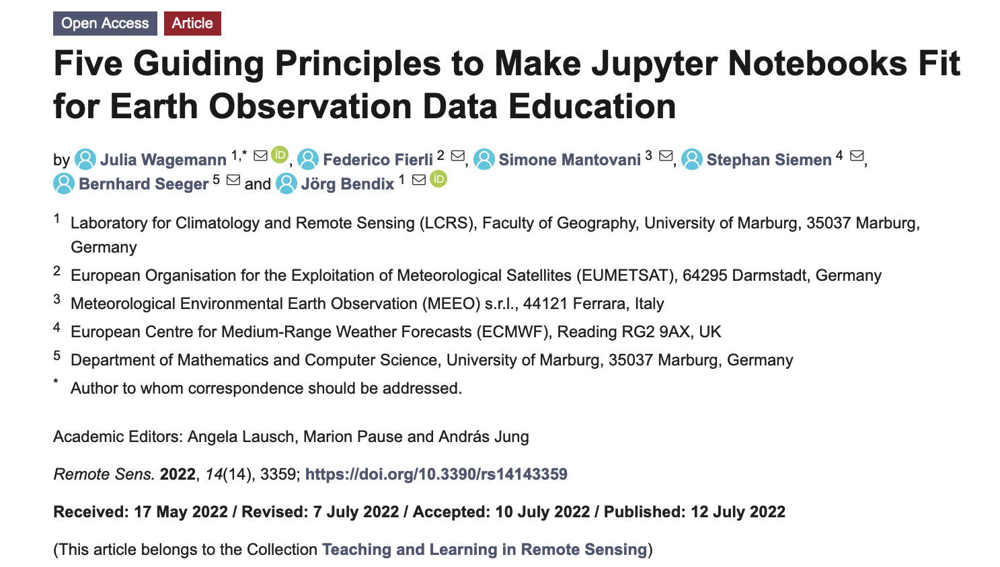 Open Access Article
Five Guiding Principles to Make Jupyter Notebooks Fit
for Earth Observation Data Education
by Julia Wagemann 1,* iD, Federico Fierli 2, Simone Mantovani 3, Stephan Siemen 4,
Bernhard Seeger 5 and Jörg Bendix 1 iD
1 Laboratory for Climatology and Remote Sensing (LCRS), Faculty of Geography, University of Marburg, 35037 Marburg,
Germany
2 European Organisation for the Exploitation of Meteorological Satellites (EUMETSAT), 64295 Darmstadt, Germany
3 Meteorological Environmental Earth Observation (MEEO) s.r.l., 44121 Ferrara, Italy
4 European Centre for Medium-Range Weather Forecasts (ECMWF), Reading RG2 9AX, UK
5 Department of Mathematics and Computer Science, University of Marburg, 35037 Marburg, Germany
* Author to whom correspondence should be addressed.
Academic Editors: Angela Lausch, Marion Pause and András Jung
Remote Sens. 2022, 14(14), 3359; https://doi.org/10.3390/rs14143359
Received: 17 May 2022 / Revised: 7 July 2022 / Accepted: 10 July 2022 / Published: 12 July 2022
(This article belongs to the Collection Teaching and Learning in Remote Sensing)